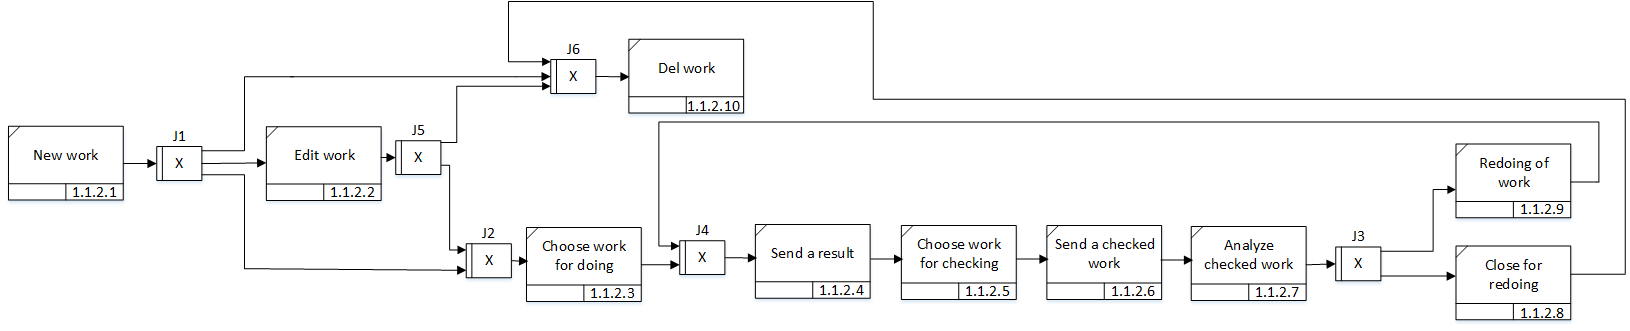 J6
X
Del work
1.1.2.10
New work
1.1.2.1
J1
X
Edit work
1.1.2.2
J5
X
J2
X
Choose work
for doing
1.1.2.3
J4
X
Send a result
1.1.2.4
Choose work
for checking
1.1.2.5
Send a checked
work
1.1.2.6
Analyze
checked work
1.1.2.7
J3
X
Redoing of
work
1.1.2.9
Close for
redoing
1.1.2.8